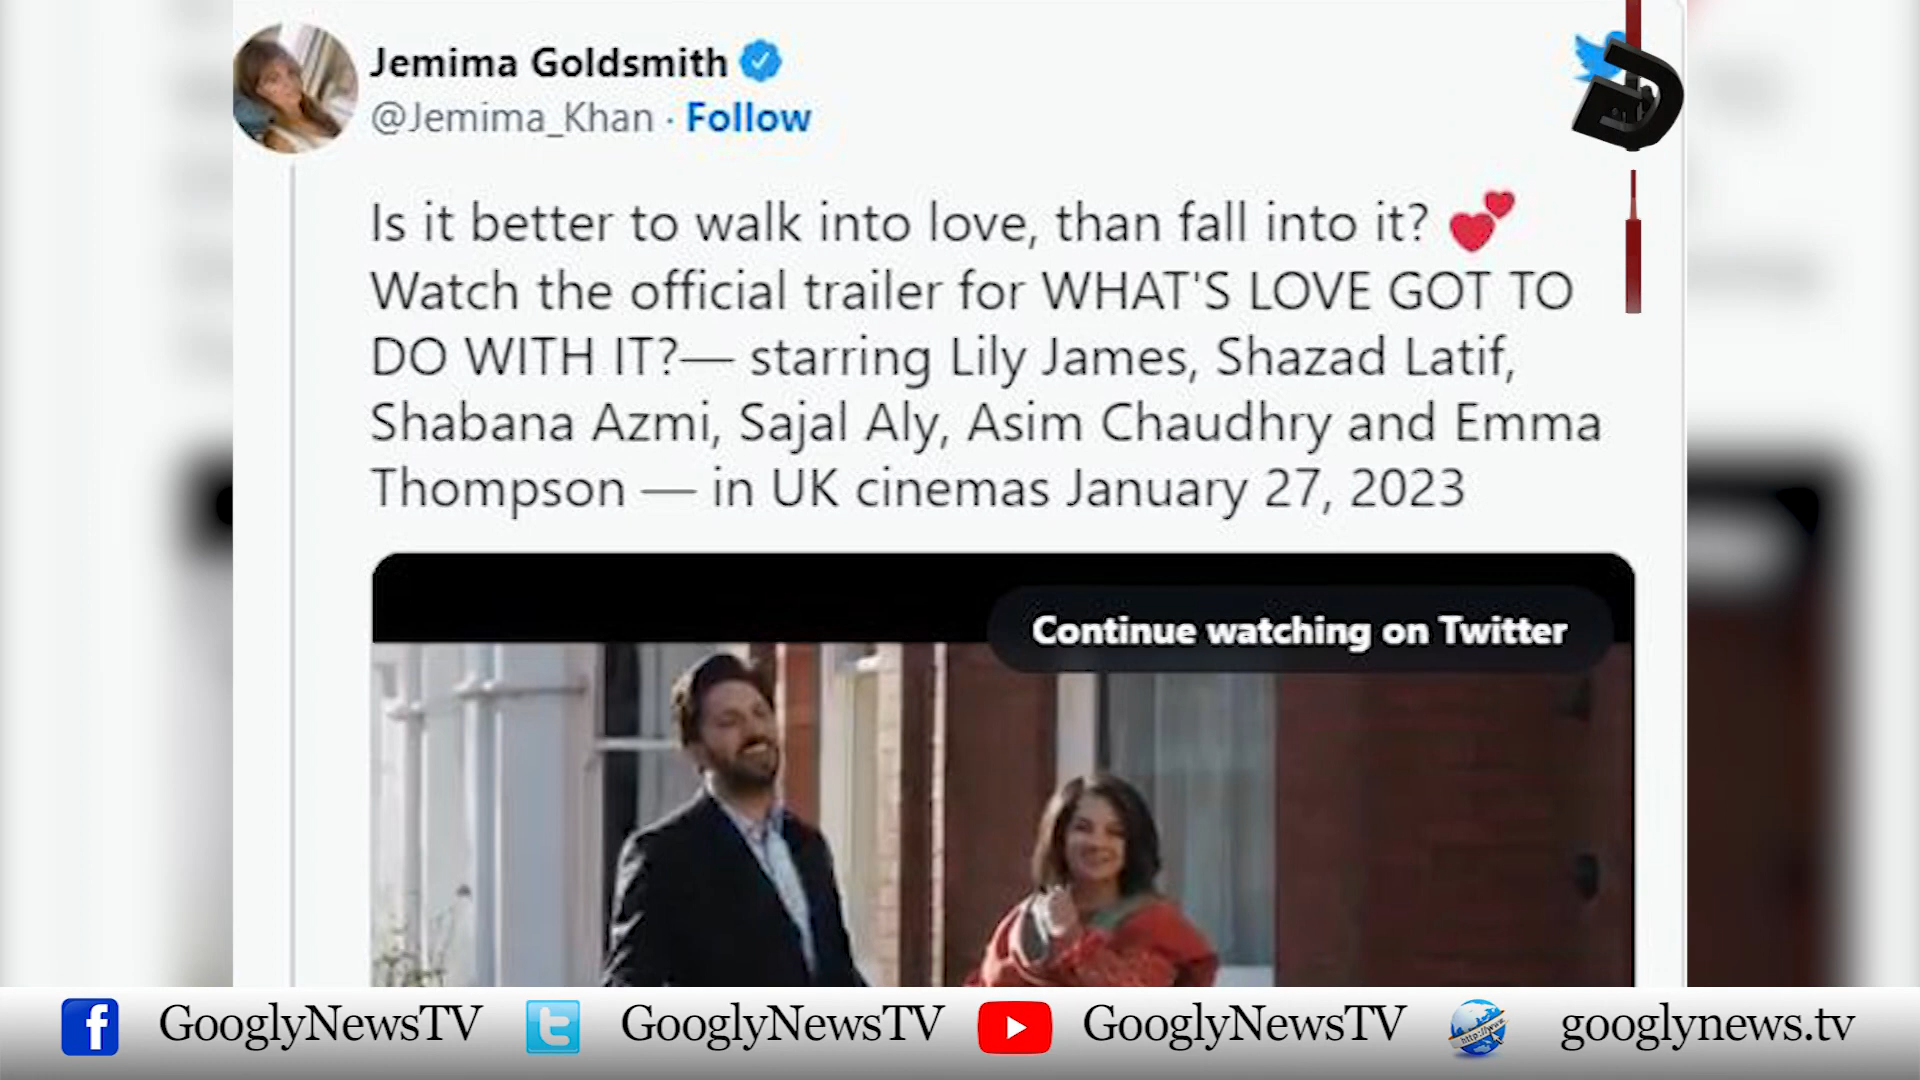 Jemima Goldsmith
@Jemima_Khan · Follow
Is it better to walk into love, than fall into it? 💕
Watch the official trailer for WHAT'S LOVE GOT TO
DO WITH IT?— starring Lily James, Shazad Latif,
Shabana Azmi, Sajal Aly, Asim Chaudhry and Emma
Thompson — in UK cinemas January 27, 2023
Continue watching on Twitter
GooglyNewsTV GooglyNewsTV GooglyNewsTV googlynews.tv